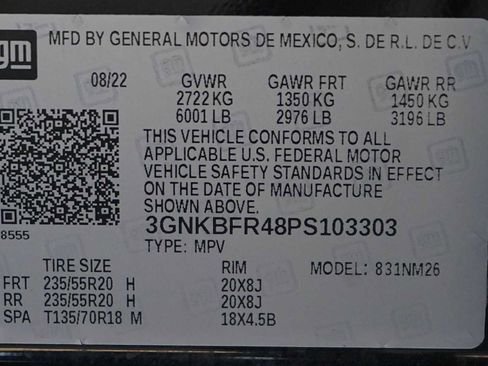 gm
MFD BY GENERAL MOTORS DE MEXICO, S. DE R.L. DE C.V
08/22 GVWR GAWR FRT GAWR RR
2722 KG 1350 KG 1450 KG
6001 LB 2976 LB 3196 LB
THIS VEHICLE CONFORMS TO ALL
APPLICABLE U.S. FEDERAL MOTOR
VEHICLE SAFETY STANDARDS IN EFFECT
ON THE DATE OF MANUFACTURE
SHOWN ABOVE.
8555
3GNKBFR48PS103303
TYPE: MPV
TIRE SIZE RIM MODEL: 831NM26
FRT 235/55R20 H 20X8J
RR 235/55R20 H 20X8J
SPA T135/70R18 M 18X4.5B